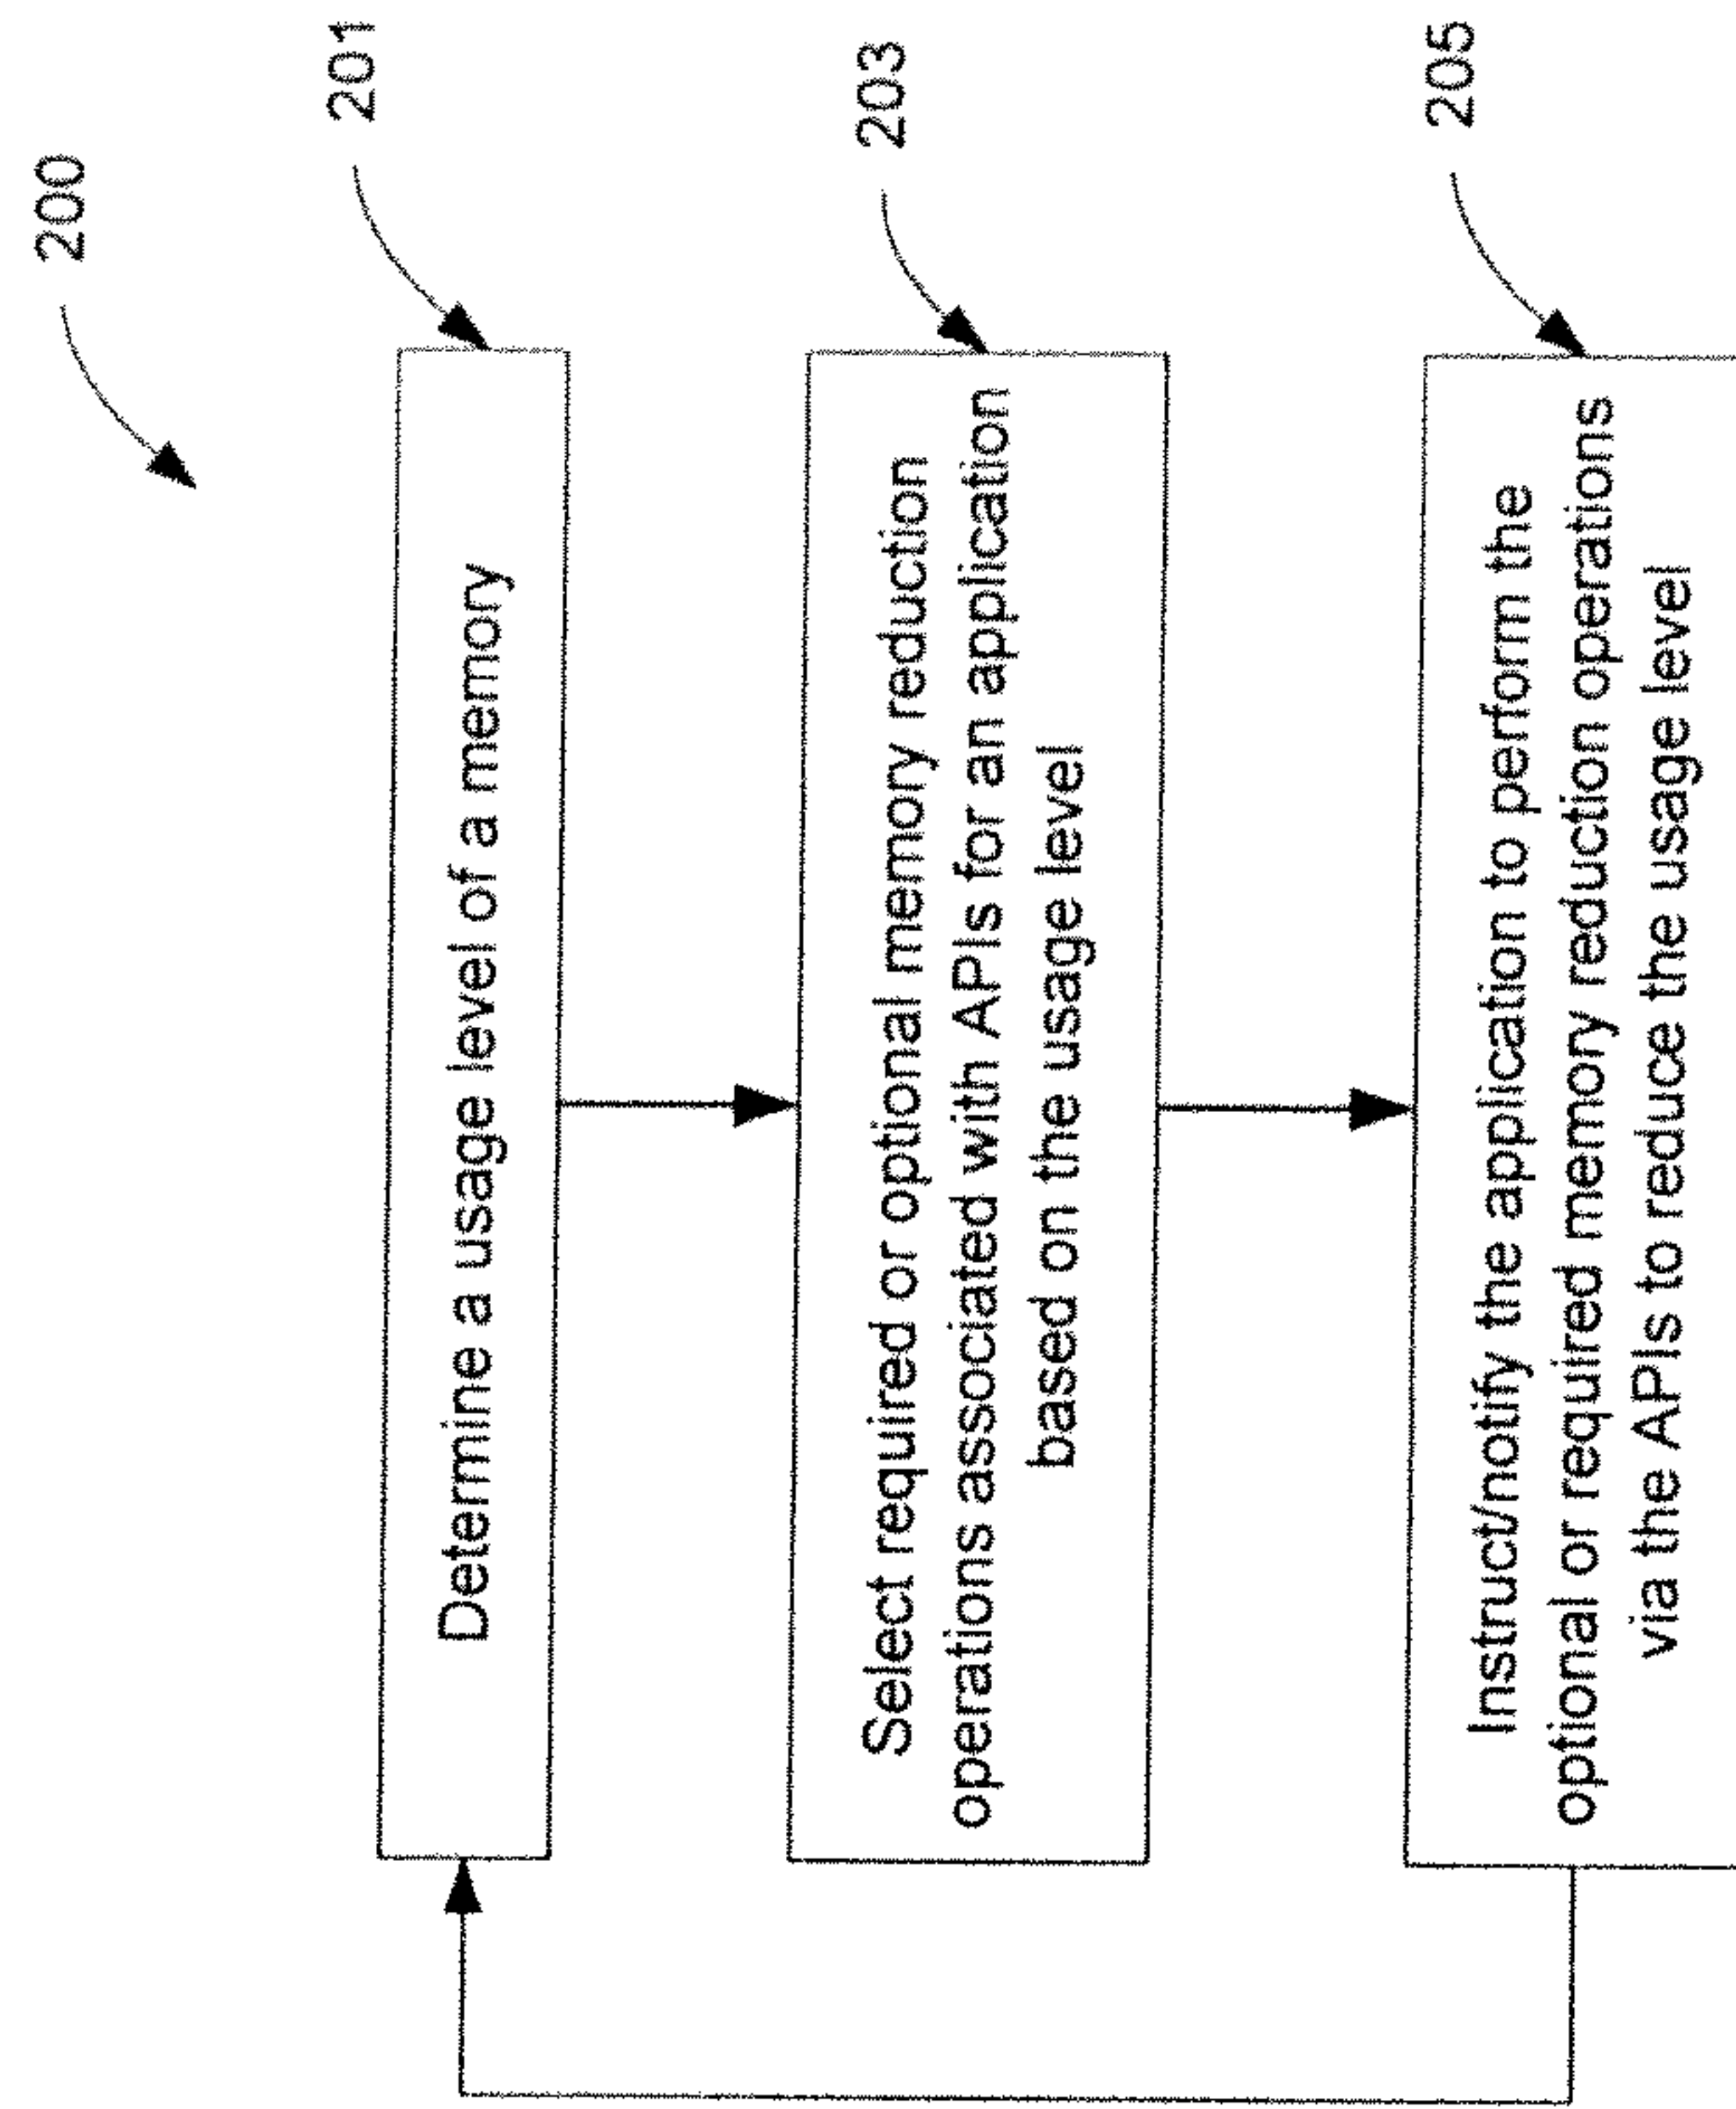 200
201
Determine a usage level of a memory
203
Select required or optional memory reduction
operations associated with APIs for an application
based on the usage level
205
Instruct/notify the application to perform the
optional or required memory reduction operations
via the APIs to reduce the usage level